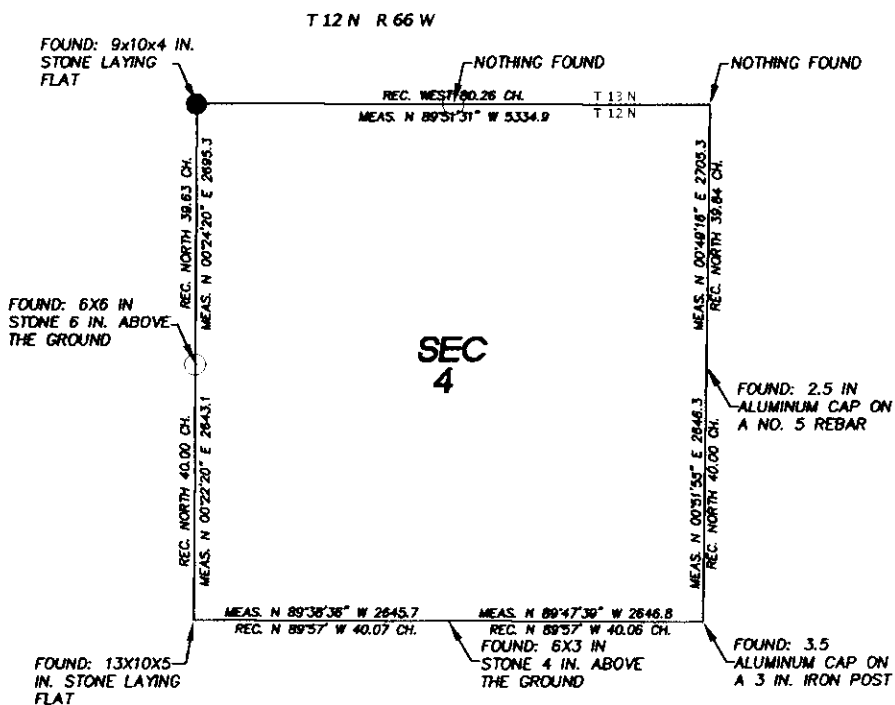 T 12 N R 66 W
FOUND: 9x10x4 IN.
STONE LAYING
FLAT
NOTHING FOUND
NOTHING FOUND
REC. WEST 80.26 CH.
T 13 N
MEAS. N 89°51'31" W 5334.9
T 12 N
REC. NORTH 39.63 CH.
MEAS. N 00°24'20" E 2695.3
MEAS. N 00°49'16" E 2705.3
REC. NORTH 39.84 CH.
FOUND: 6X6 IN
STONE 6 IN. ABOVE
THE GROUND
SEC
4
FOUND: 2.5 IN
ALUMINUM CAP ON
A NO. 5 REBAR
REC. NORTH 40.00 CH.
MEAS. N 00°22'20" E 2643.1
MEAS. N 00°51'55" E 2646.3
REC. NORTH 40.00 CH.
MEAS. N 89°38'36" W 2645.7
REC. N 89°57' W 40.07 CH.
MEAS. N 89°47'39" W 2646.8
REC. N 89°57' W 40.06 CH.
FOUND: 13X10X5
IN. STONE LAYING
FLAT
FOUND: 6X3 IN
STONE 4 IN. ABOVE
THE GROUND
FOUND: 3.5
ALUMINUM CAP ON
A 3 IN. IRON POST